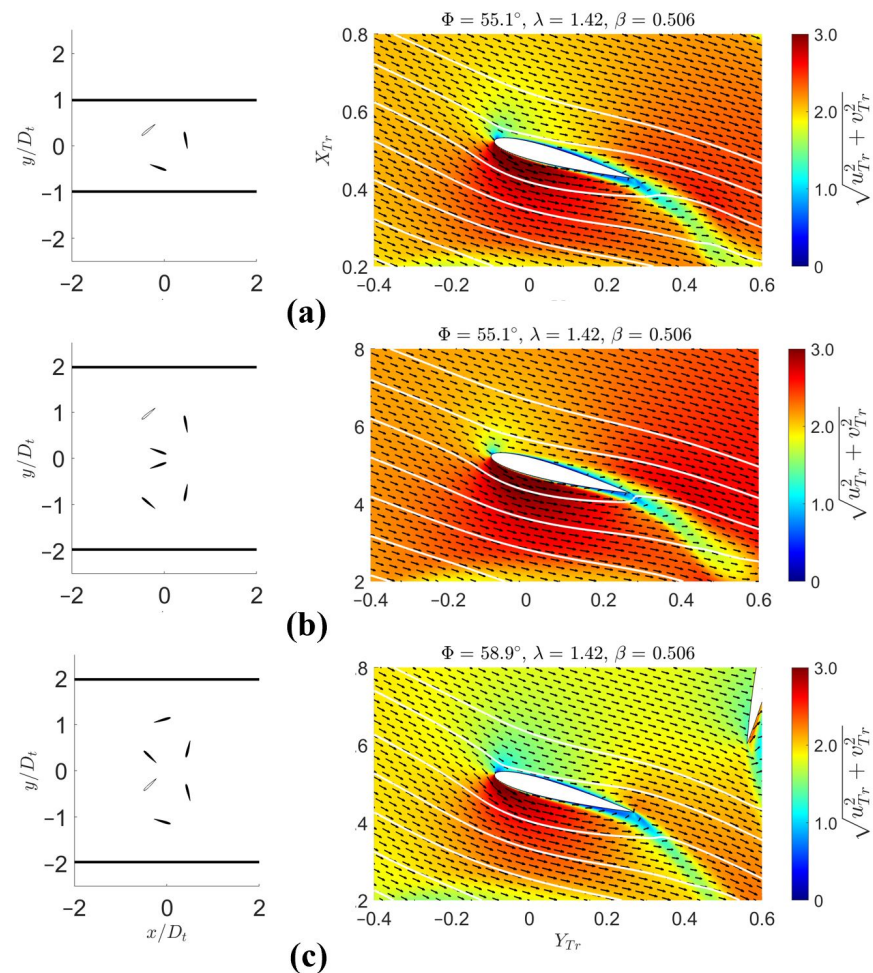 Φ = 55.1°, λ = 1.42, β = 0.506
y/D_t
2
1
0
−1
−2
−2 0 2
X_Tr
0.8
0.6
0.4
0.2
−0.4 −0.2 0 0.2 0.4 0.6
3.0
2.0
1.0
0
√(u²_Tr + v²_Tr)
(a)
Φ = 55.1°, λ = 1.42, β = 0.506
y/D_t
2
1
0
−1
−2
−2 0 2
8
6
4
2
−0.4 −0.2 0 0.2 0.4 0.6
3.0
2.0
1.0
0
√(u²_Tr + v²_Tr)
(b)
Φ = 58.9°, λ = 1.42, β = 0.506
y/D_t
2
1
0
−1
−2
−2 0 2
x/D_t
8
6
4
2
−0.4 −0.2 0 0.2 0.4 0.6
Y_Tr
3.0
2.0
1.0
0
√(u²_Tr + v²_Tr)
(c)